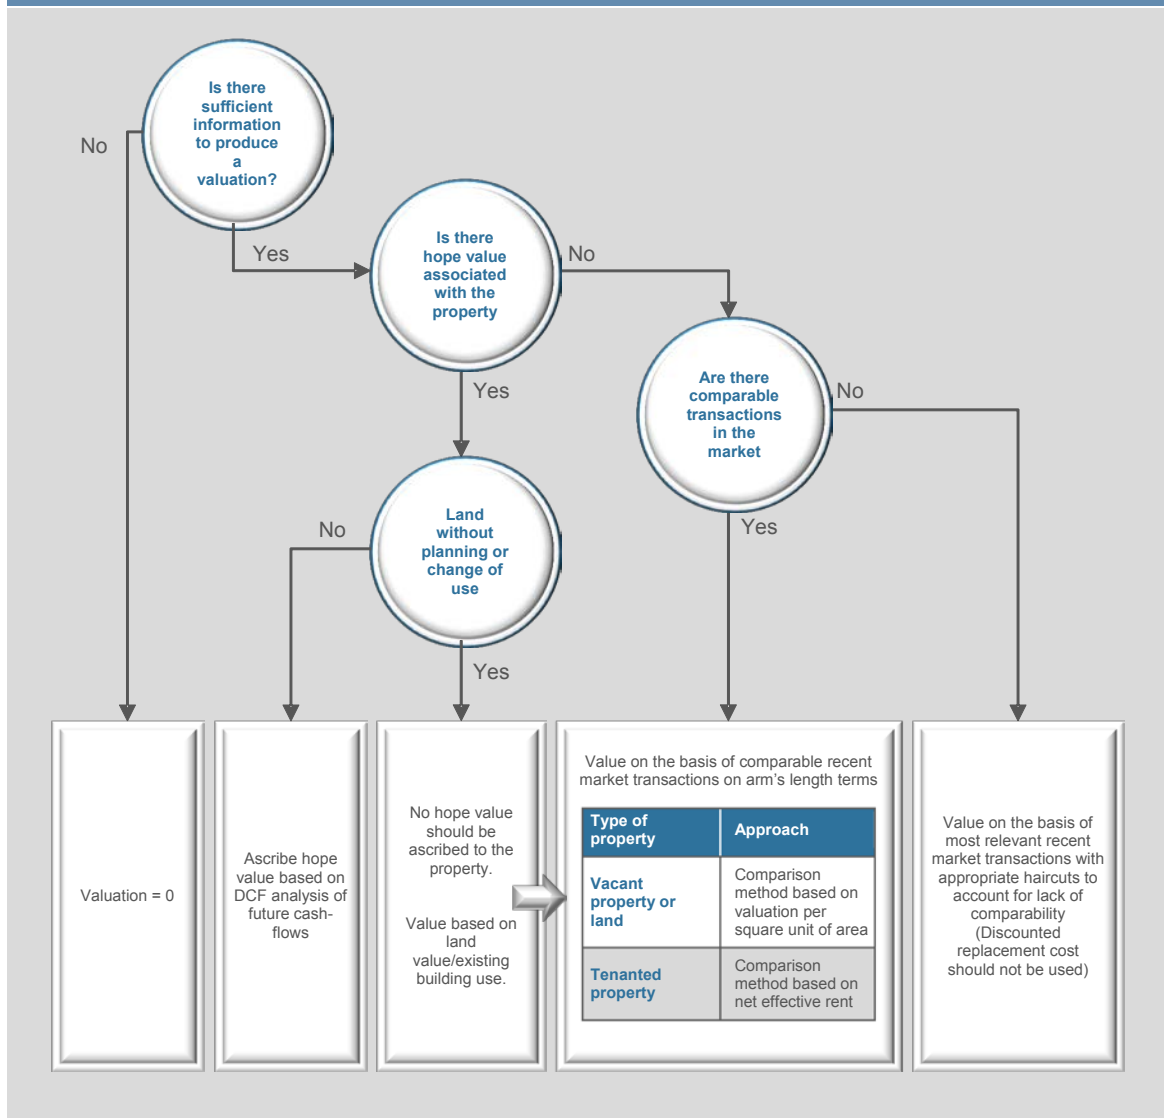 Is there
sufficient
information
to produce
a
valuation?
No
Yes
Is there
hope value
associated
with the
property
No
Yes
Are there
comparable
transactions
in the
market
No
Yes
Land
without
planning or
change of
use
No
Yes
Valuation = 0
Ascribe hope
value based on
DCF analysis of
future cash-
flows
No hope value
should be
ascribed to the
property.
Value based on
land
value/existing
building use.
Value on the basis of comparable recent
market transactions on arm's length terms
Type of
property
Approach
Vacant
property or
land
Comparison
method based on
valuation per
square unit of area
Tenanted
property
Comparison
method based on
net effective rent
Value on the basis of
most relevant recent
market transactions with
appropriate haircuts to
account for lack of
comparability
(Discounted
replacement cost
should not be used)